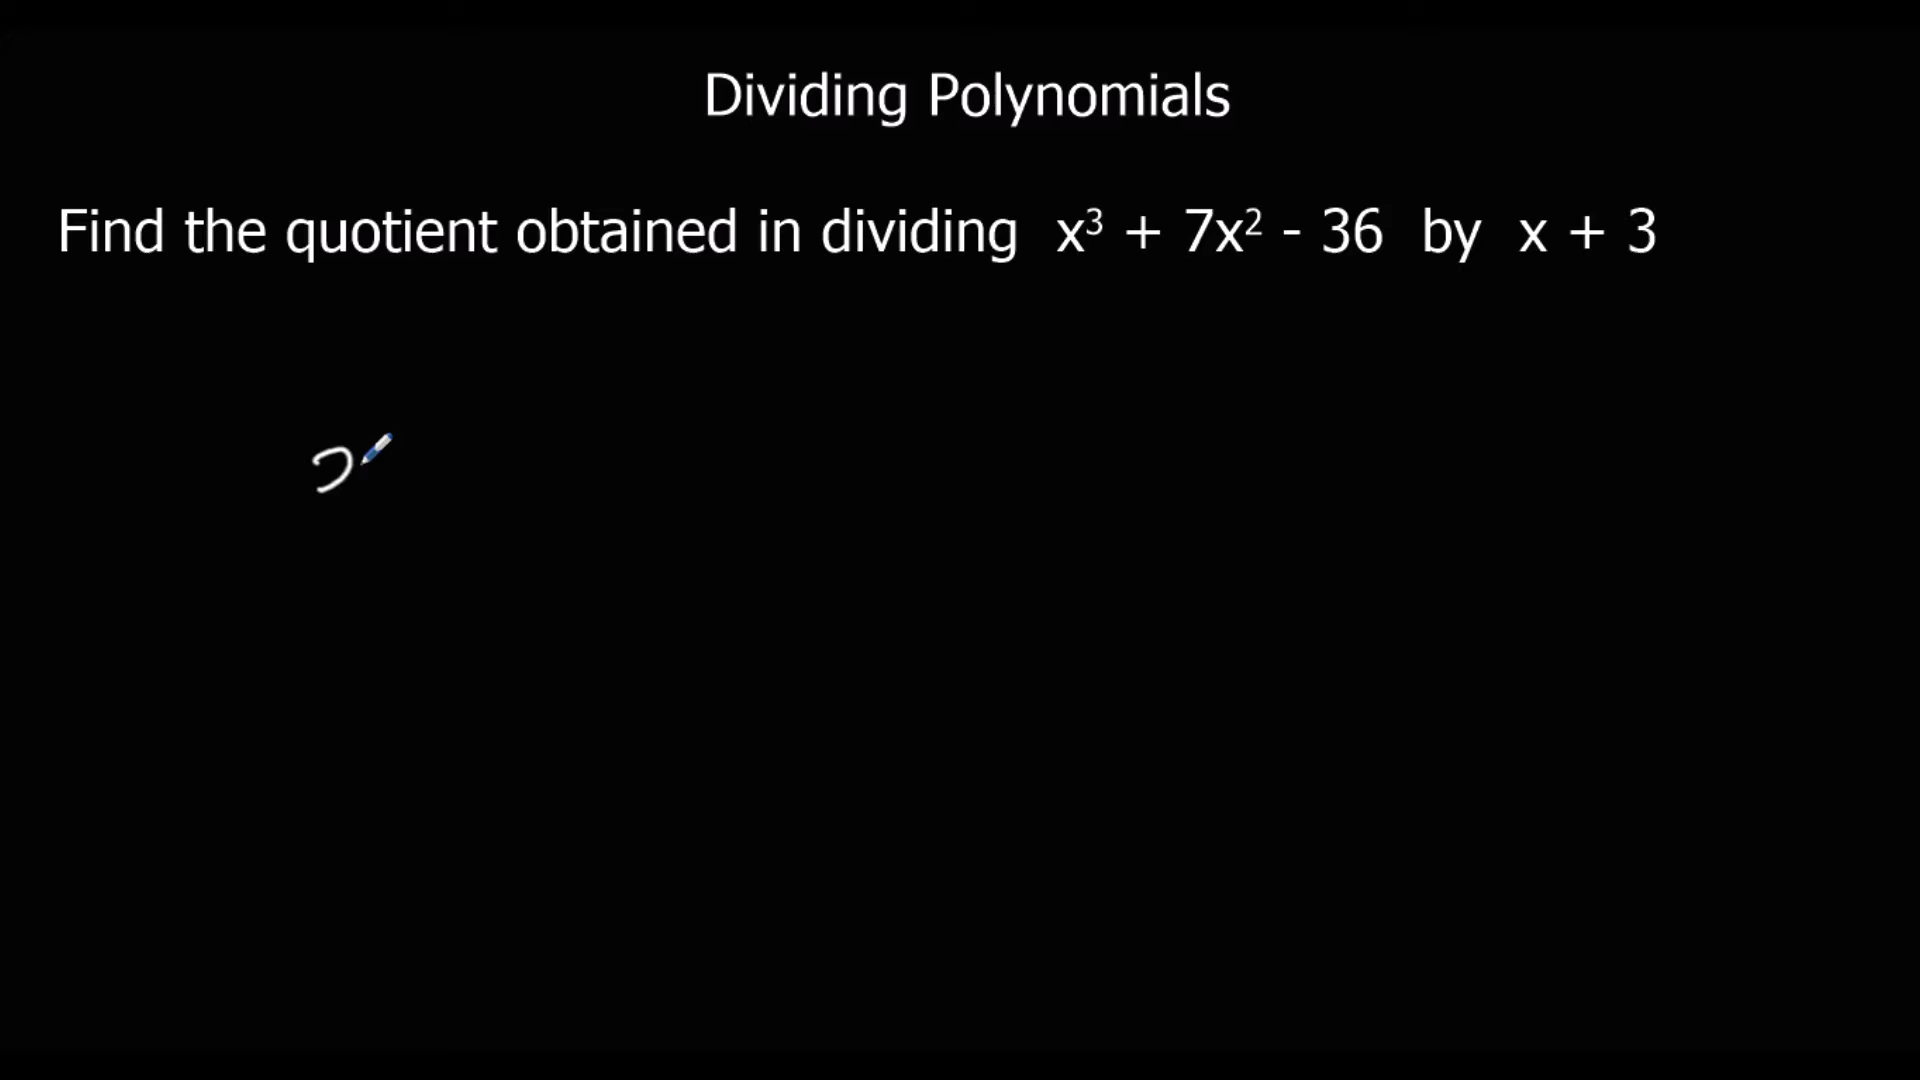 Dividing Polynomials
Find the quotient obtained in dividing x³ + 7x² - 36 by x + 3